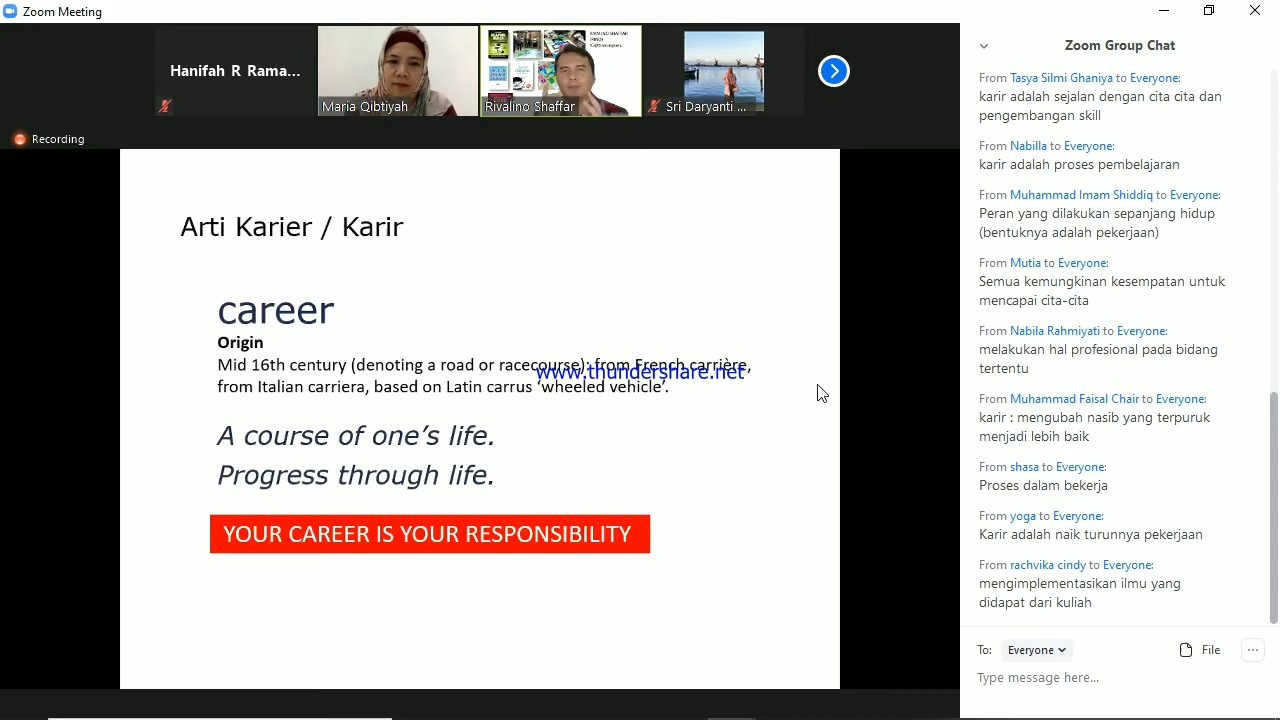 Zoom Meeting
Hanifah R Rama...
Maria Qibtiyah
RIVALINO SHAFFAR
Rivalino Shaffar
Sri Daryanti ...
Recording
Arti Karier / Karir
career
Origin
Mid 16th century (denoting a road or racecourse): from French carrière,
www.thundershare.net
from Italian carriera, based on Latin carrus ‘wheeled vehicle’.
A course of one’s life.
Progress through life.
YOUR CAREER IS YOUR RESPONSIBILITY
Zoom Group Chat
From Tasya Silmi Ghaniya to Everyone:
karir adalah sejalan dengan cita cita dan
pengembangan skill
From Nabilla to Everyone:
karir adalah proses pembelajaran
From Muhammad Imam Shiddiq to Everyone:
Peran yang dilakukan sepanjang hidup
(bentuknya adalah pekerjaan)
From Mutia to Everyone:
Semua kemungkinan kesempatan untuk
mencapai cita-cita
From Nabila Rahmiyati to Everyone:
melakukan hal profesional pada bidang
tertentu
From Muhammad Faisal Chair to Everyone:
karir : mengubah nasib yang terpuruk
menjadi lebih baik
From shasa to Everyone:
Proses dalam bekerja
From yoga to Everyone:
Karir adalah naik turunnya pekerjaan
From rachvika cindy to Everyone:
mengimplementasikan ilmu yang
didapat dari kuliah
To: Everyone File
Type message here...